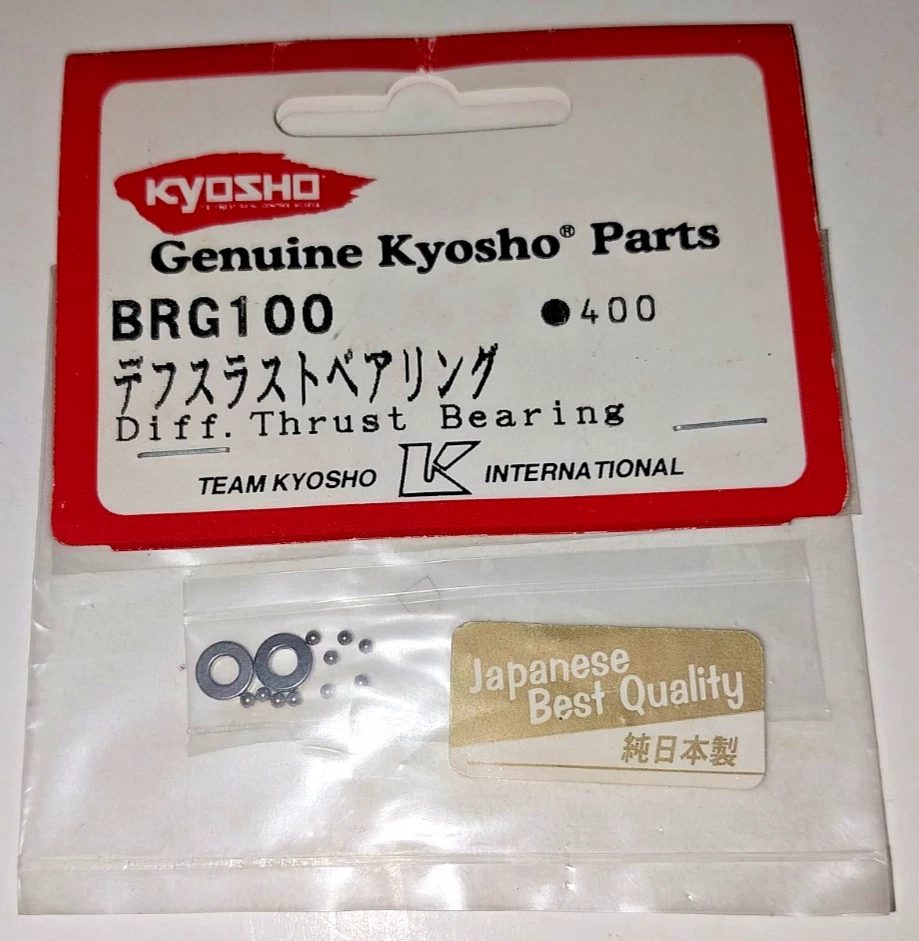 KYOSHO
Genuine Kyosho® Parts
BRG100 ●400
デフスラストベアリング
Diff. Thrust Bearing
TEAM KYOSHO K INTERNATIONAL
Japanese
Best Quality
純日本製